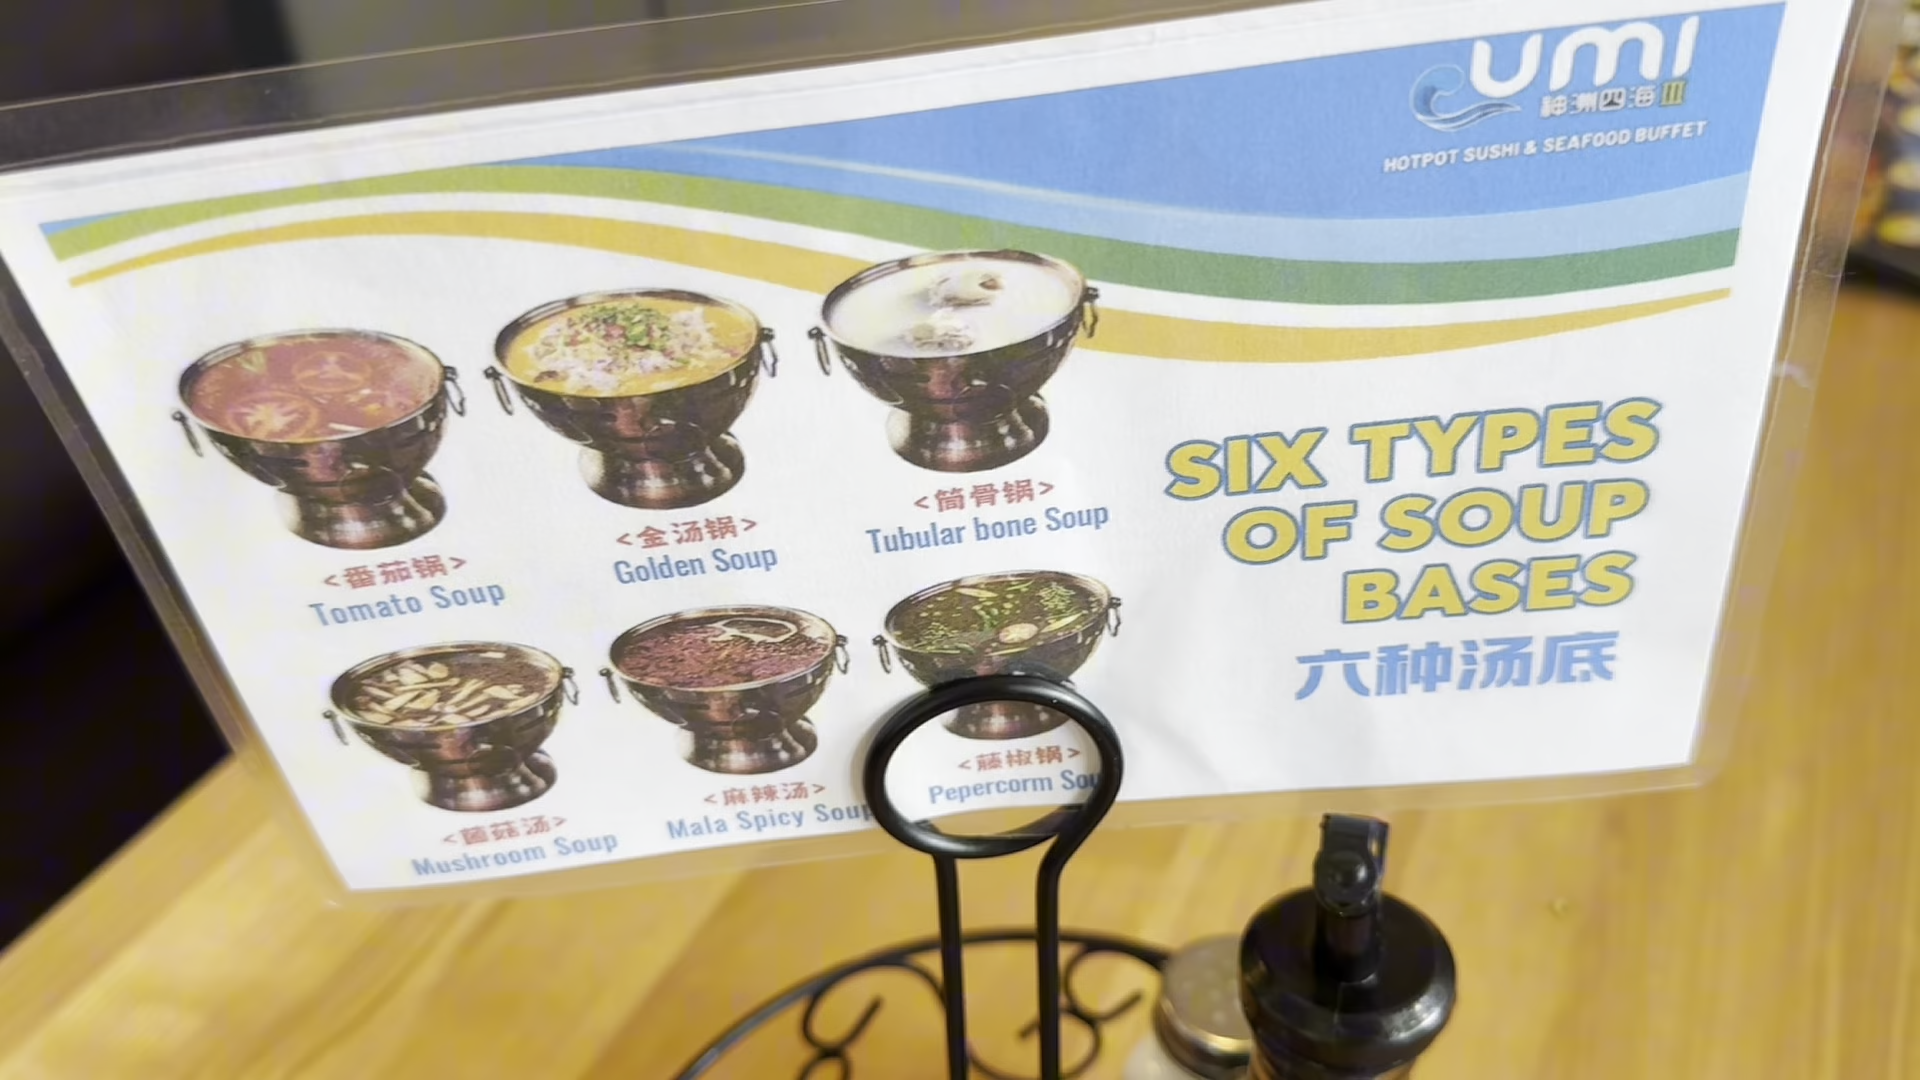 UMI
神洲四海III
HOTPOT SUSHI & SEAFOOD BUFFET
<番茄锅>
Tomato Soup
<金汤锅>
Golden Soup
<筒骨锅>
Tubular bone Soup
SIX TYPES
OF SOUP
BASES
六种汤底
<菌菇汤>
Mushroom Soup
<麻辣汤>
Mala Spicy Soup
<藤椒锅>
Pepercorm Sou